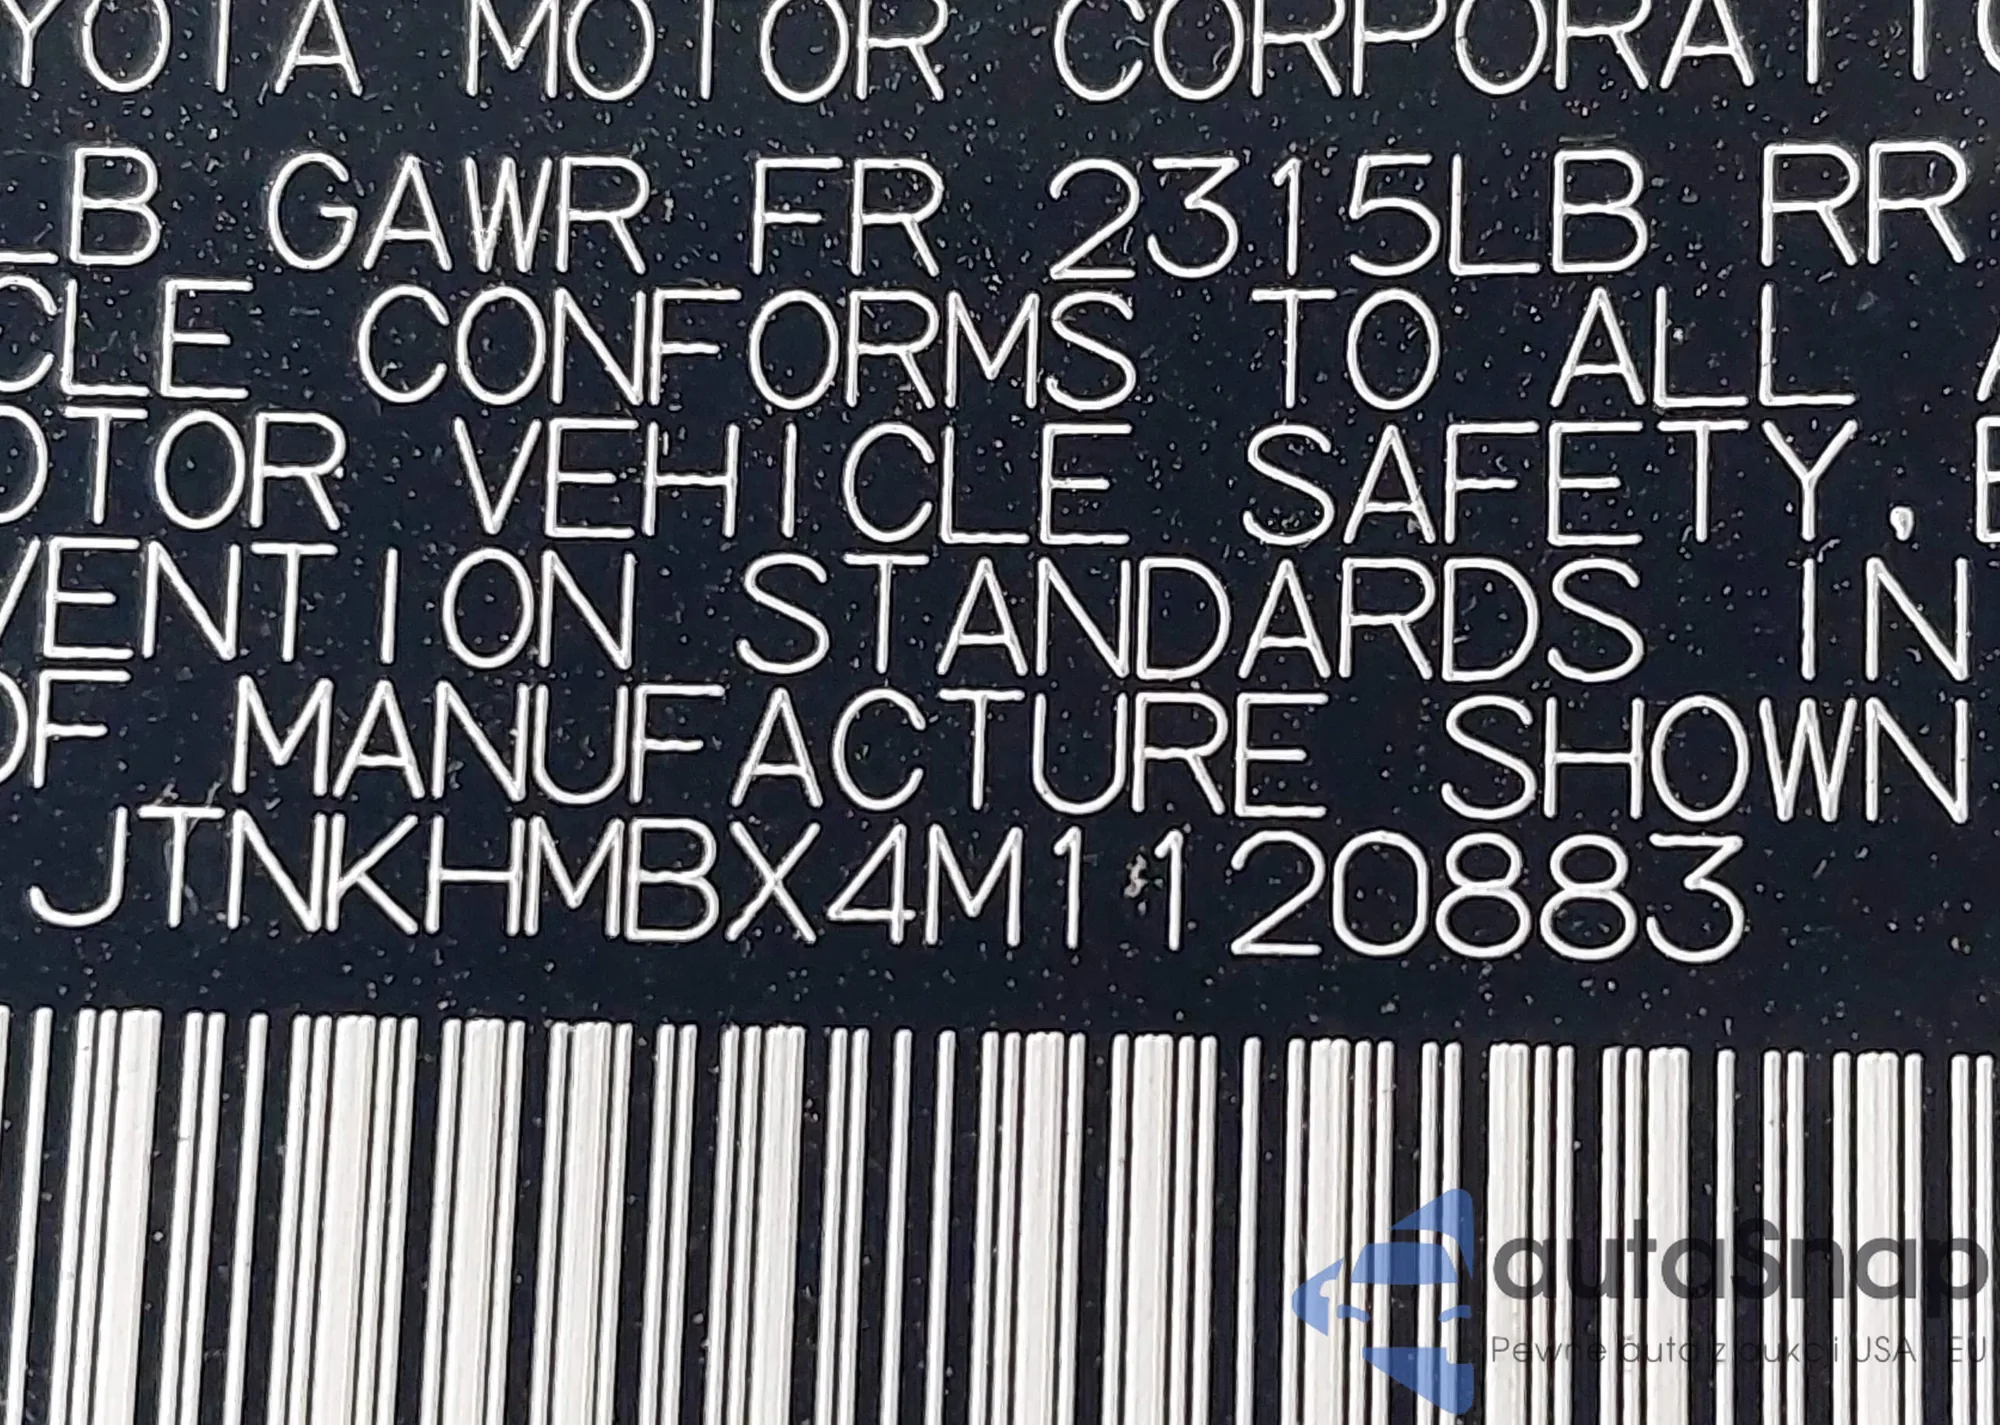 YOTA MOTOR CORPORATIO
LB GAWR FR 2315LB RR
CLE CONFORMS TO ALL A
OTOR VEHICLE SAFETY. B
VENTION STANDARDS IN
OF MANUFACTURE SHOWN
JTNKHMBX4M1120883
autaSnap
Pewne auta z aukcji USA i EU